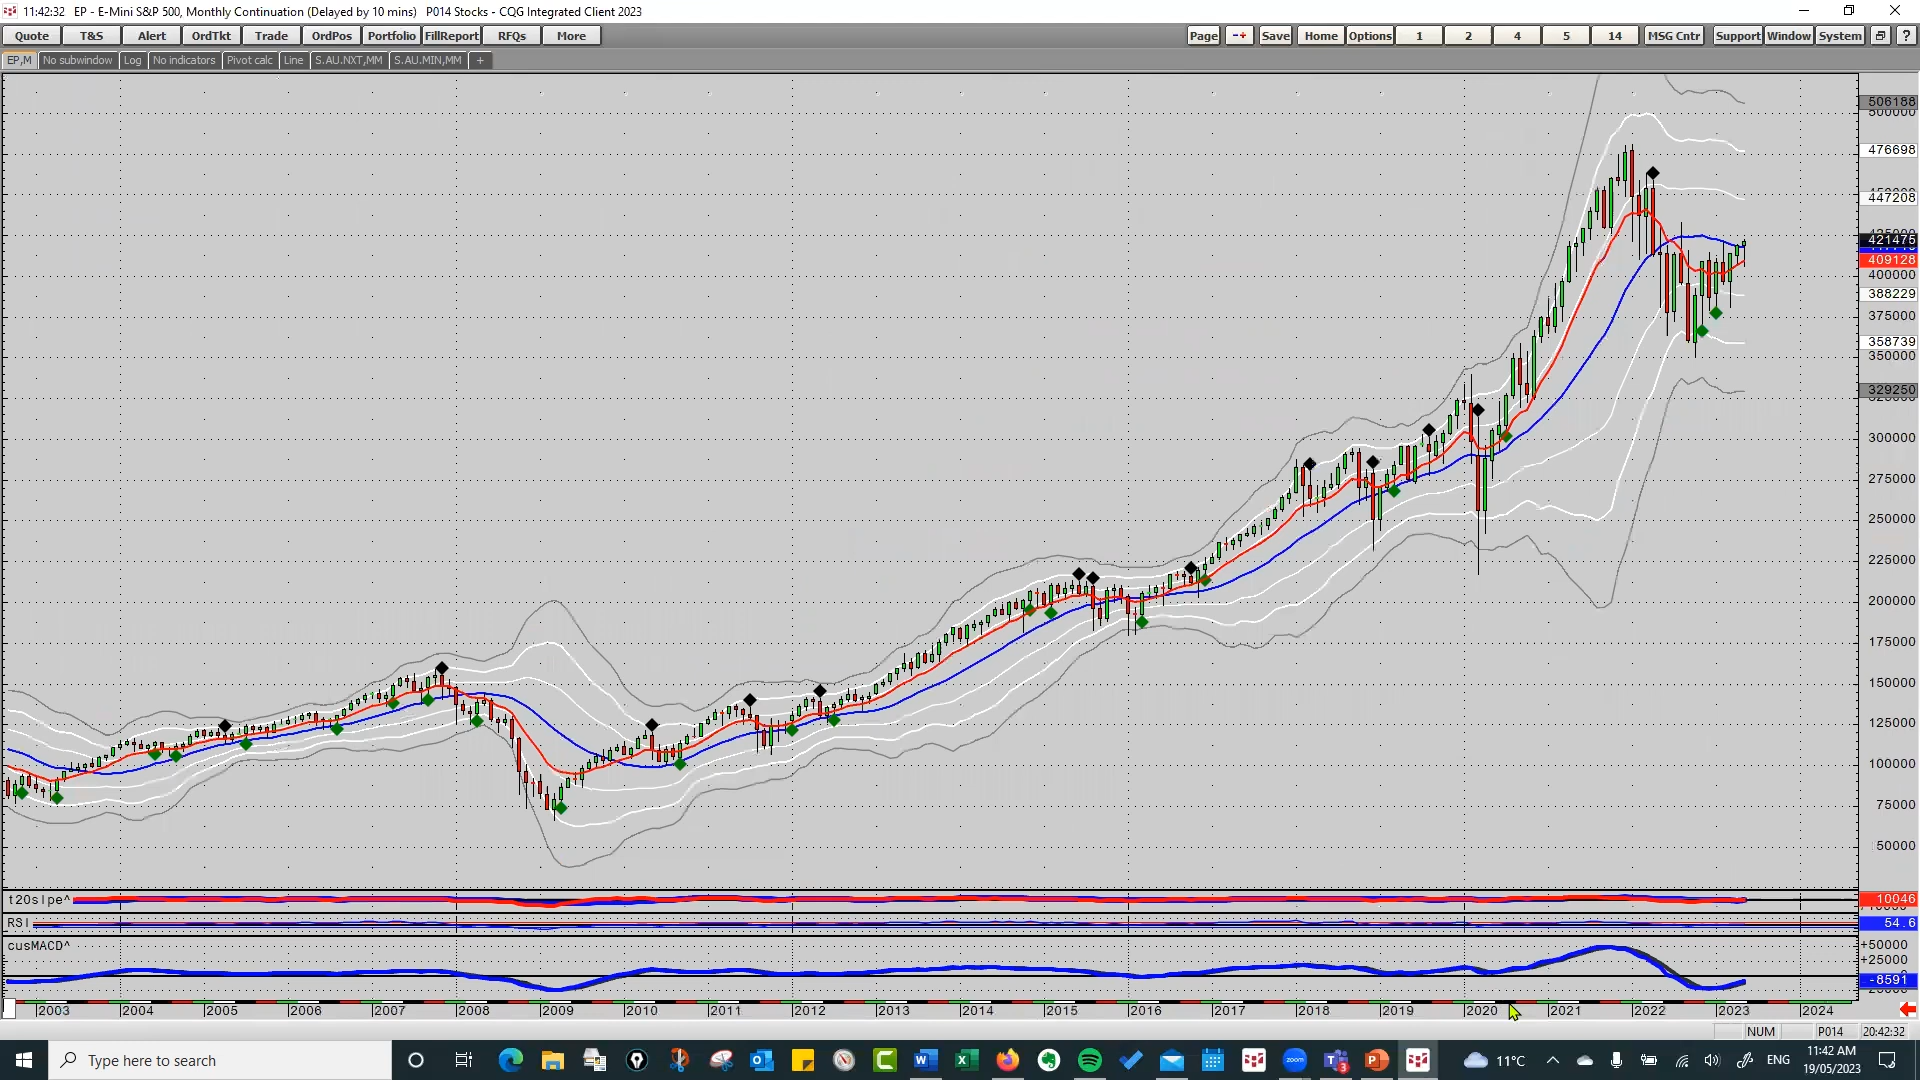 11:42:32 EP - E-Mini S&P 500, Monthly Continuation (Delayed by 10 mins) P014 Stocks - CQG Integrated Client 2023
Quote T&S Alert OrdTkt Trade OrdPos Portfolio FillReport RFQs More Page -+ Save Home Options 1 2 4 5 14 MSG Cntr Support Window System ?
EP,M No subwindow Log No indicators Pivot calc Line S.AU.NXT,MM S.AU.MIN,MM +
506188
500000
476698
447208
421476
409128
400000
388229
375000
358739
350000
329250
300000
275000
250000
225000
200000
175000
150000
125000
100000
75000
50000
t20slpe^ 10046
RSI 54.6
cusMACD^ +50000
+25000
-8591
2003 2004 2005 2006 2007 2008 2009 2010 2011 2012 2013 2014 2015 2016 2017 2018 2019 2020 2021 2022 2023 2024
NUM P014 20:42:32
Type here to search 11°C ENG 11:42 AM
19/05/2023